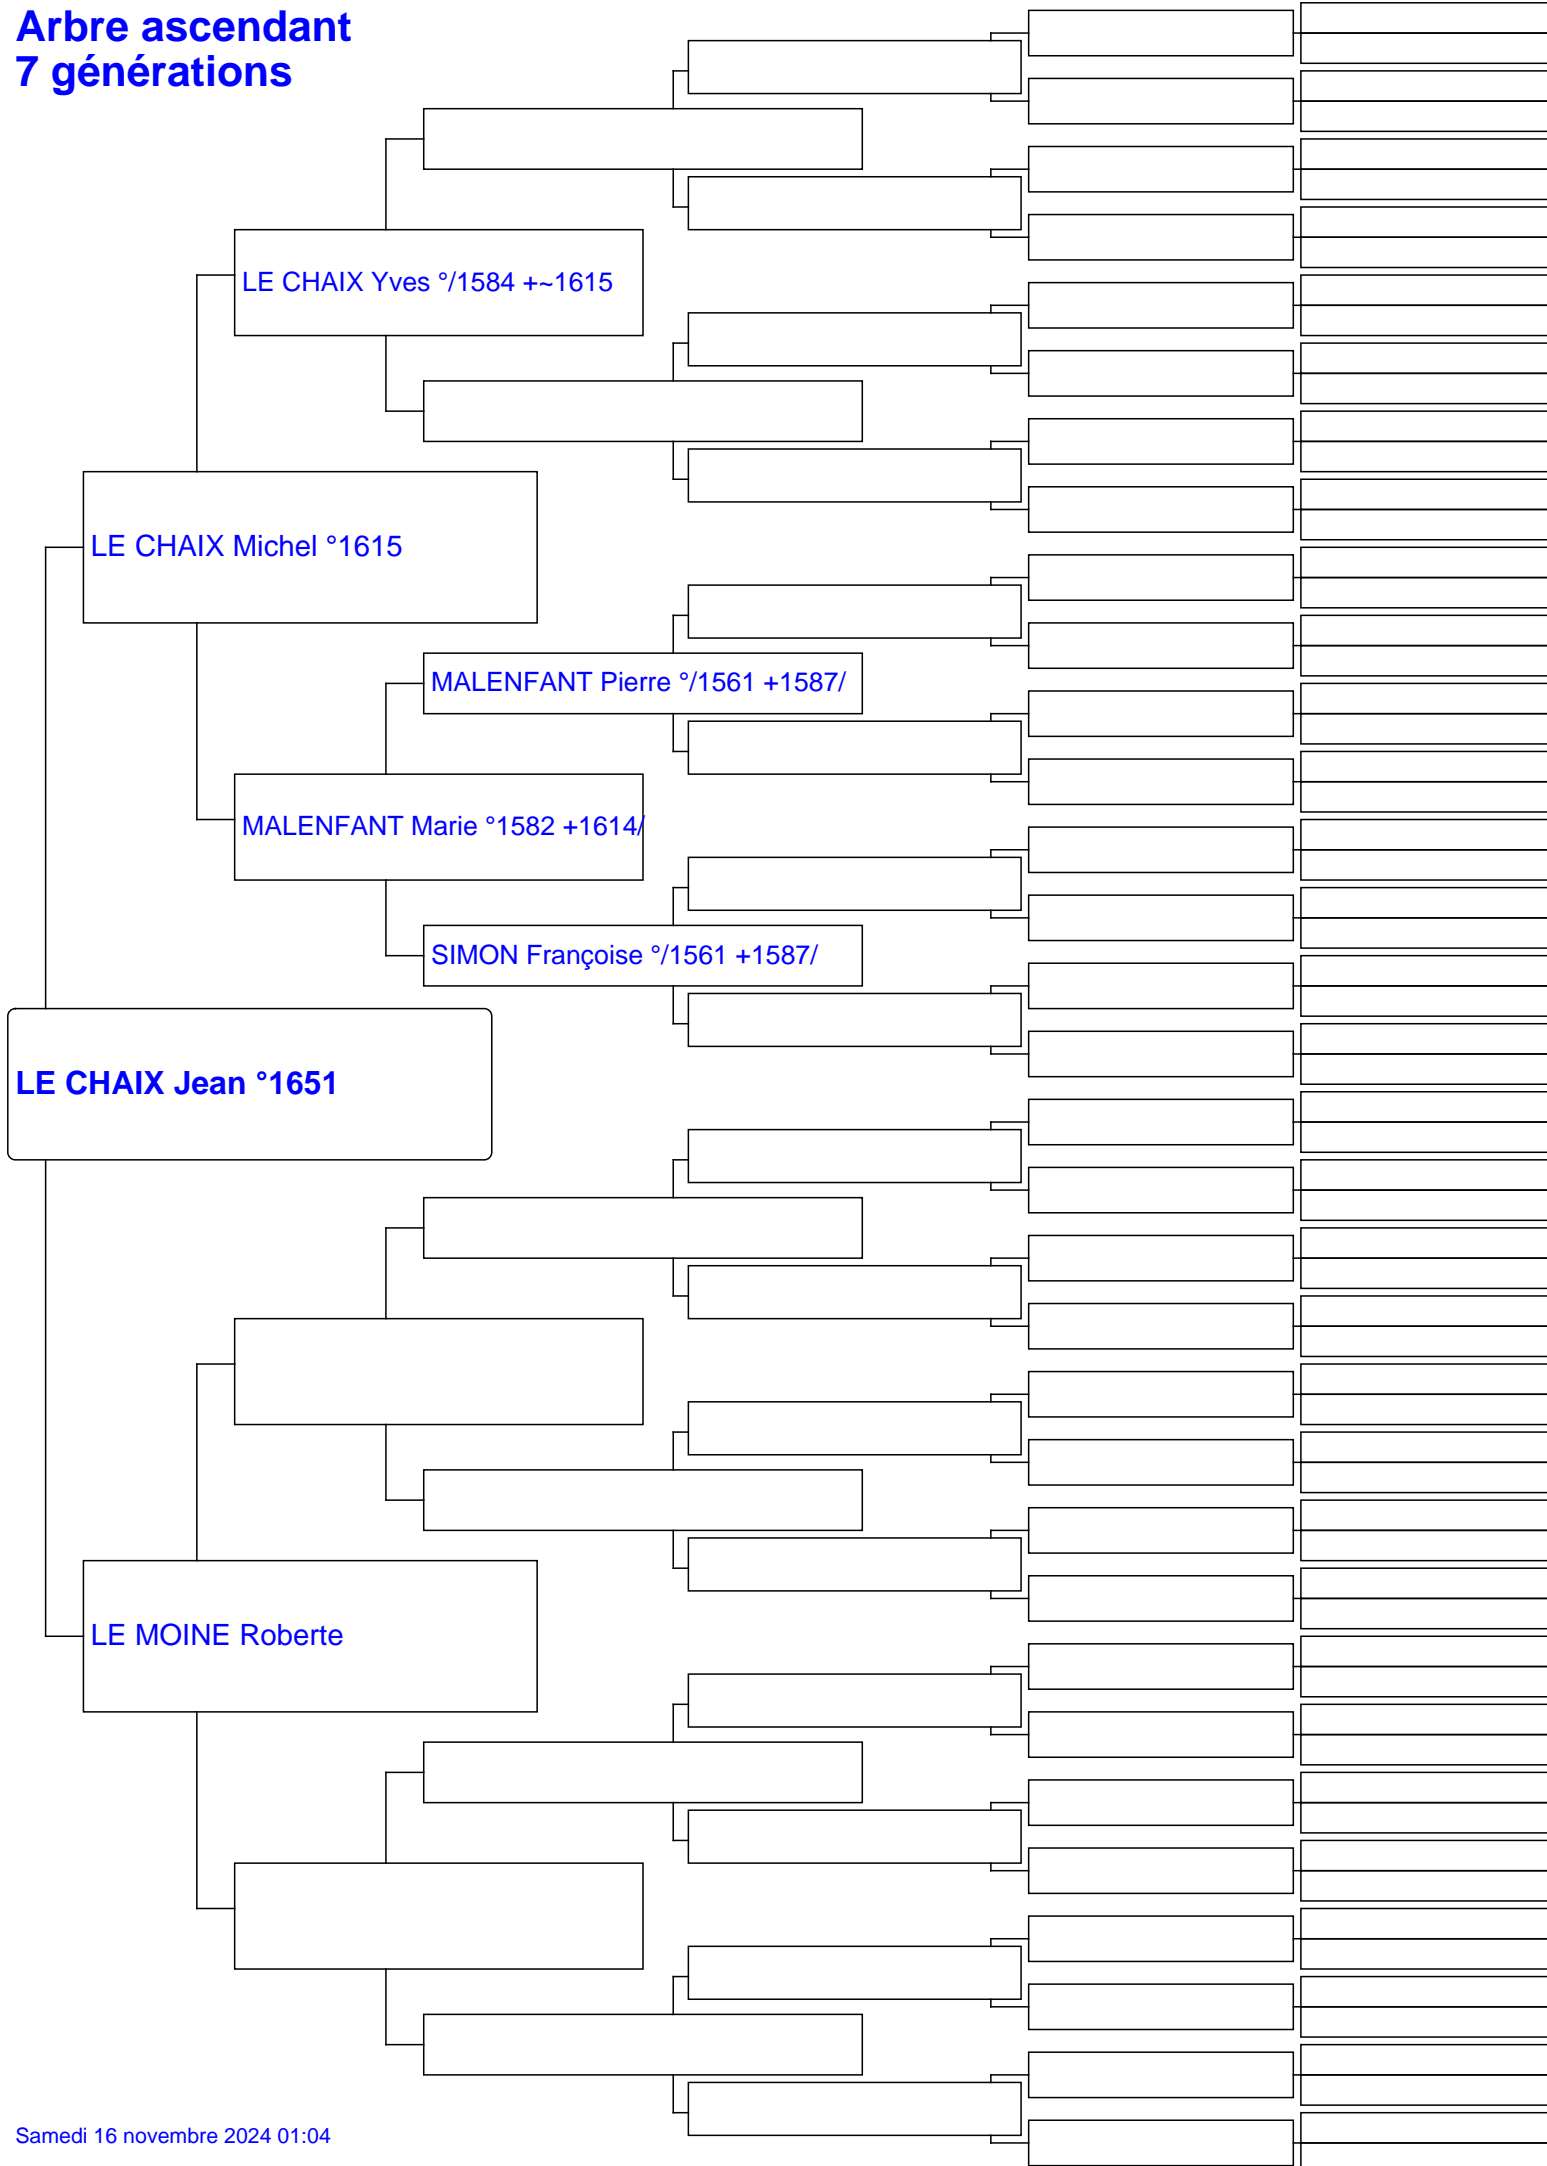 Arbre ascendant
7 générations
LE CHAIX Yves °/1584 +~1615
LE CHAIX Michel °1615
MALENFANT Pierre °/1561 +1587/
MALENFANT Marie °1582 +1614/
SIMON Françoise °/1561 +1587/
LE CHAIX Jean °1651
LE MOINE Roberte
Samedi 16 novembre 2024 01:04